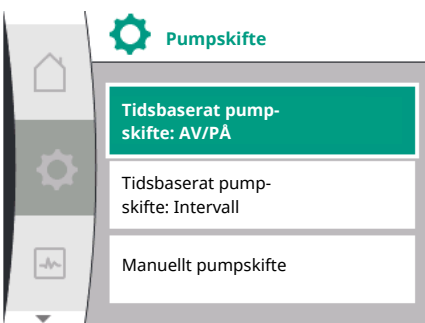 Pumpskifte
Tidsbaserat pump-
skifte: AV/PÅ
Tidsbaserat pump-
skifte: Intervall
Manuellt pumpskifte